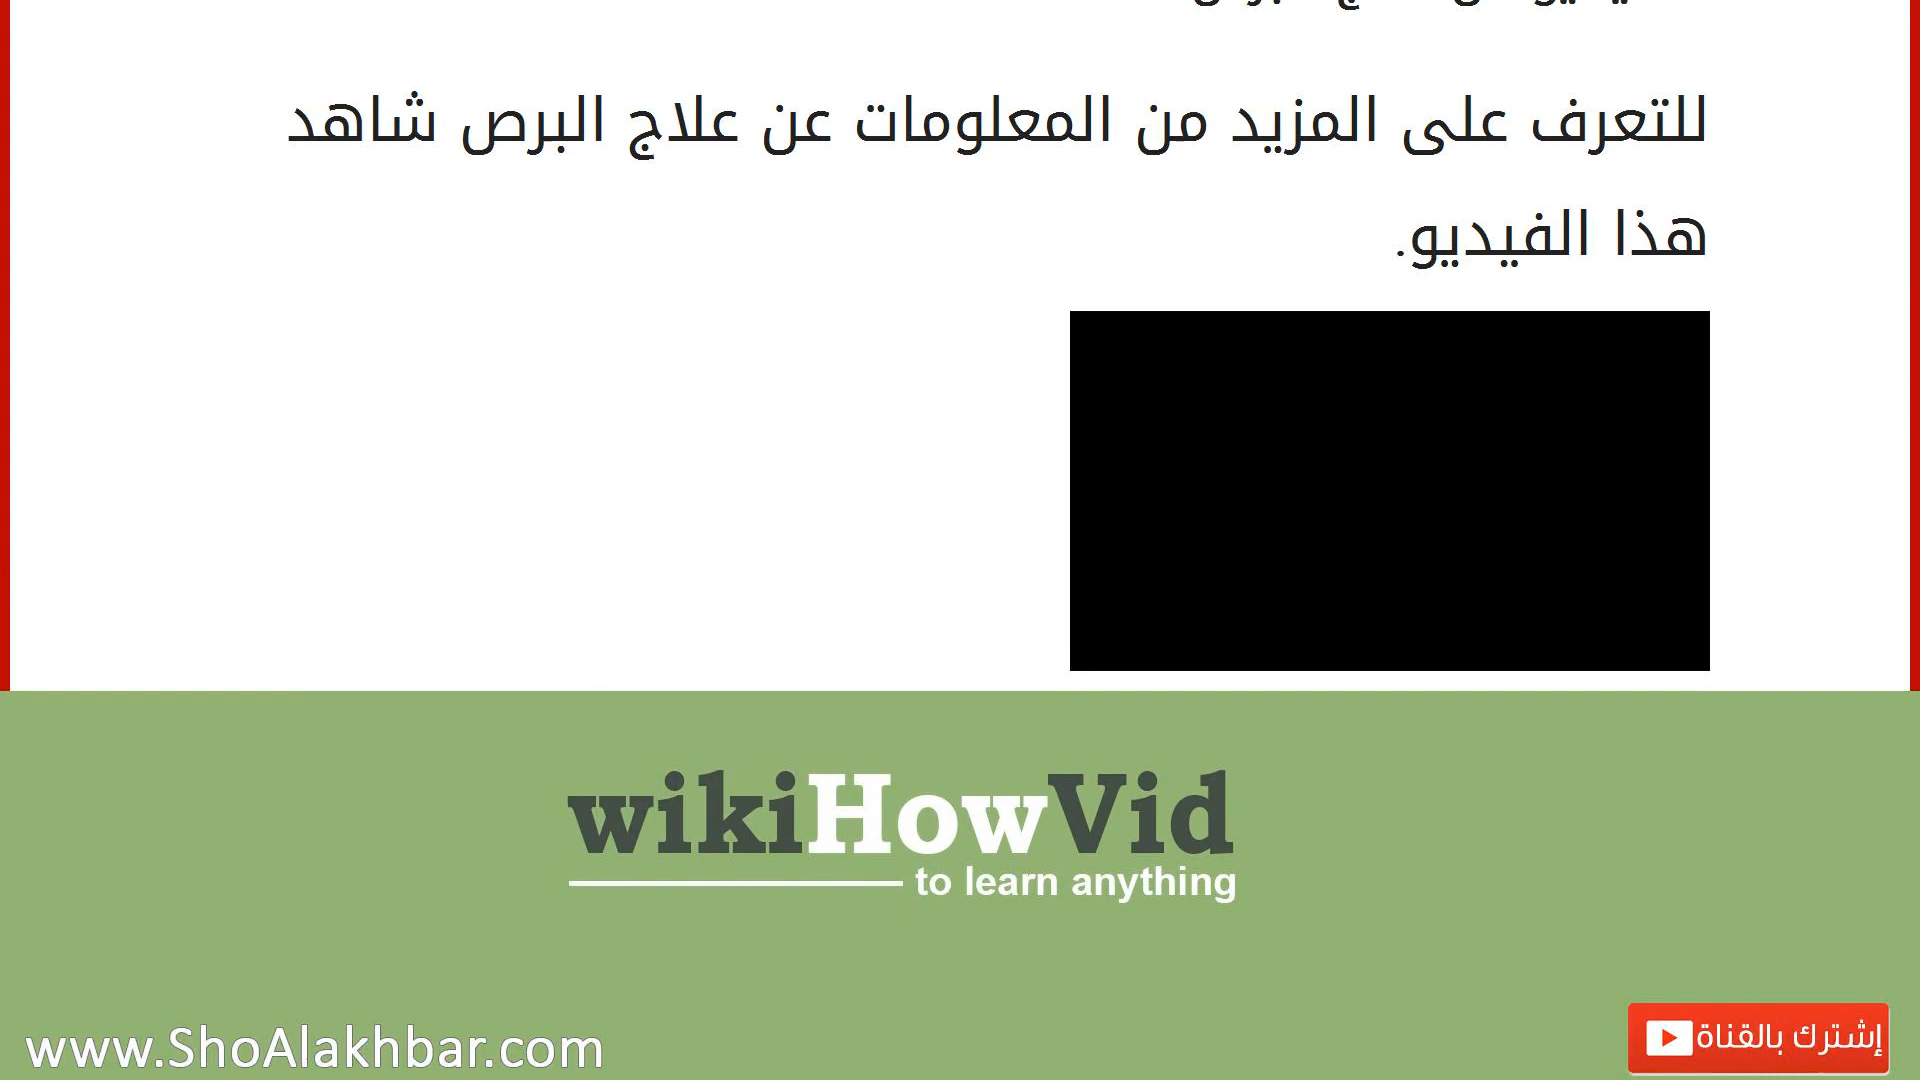 للتعرف على المزيد من المعلومات عن علاج البرص شاهد
هذا الفيديو.
wikiHowVid
to learn anything
www.ShoAlakhbar.com
إشترك بالقناة